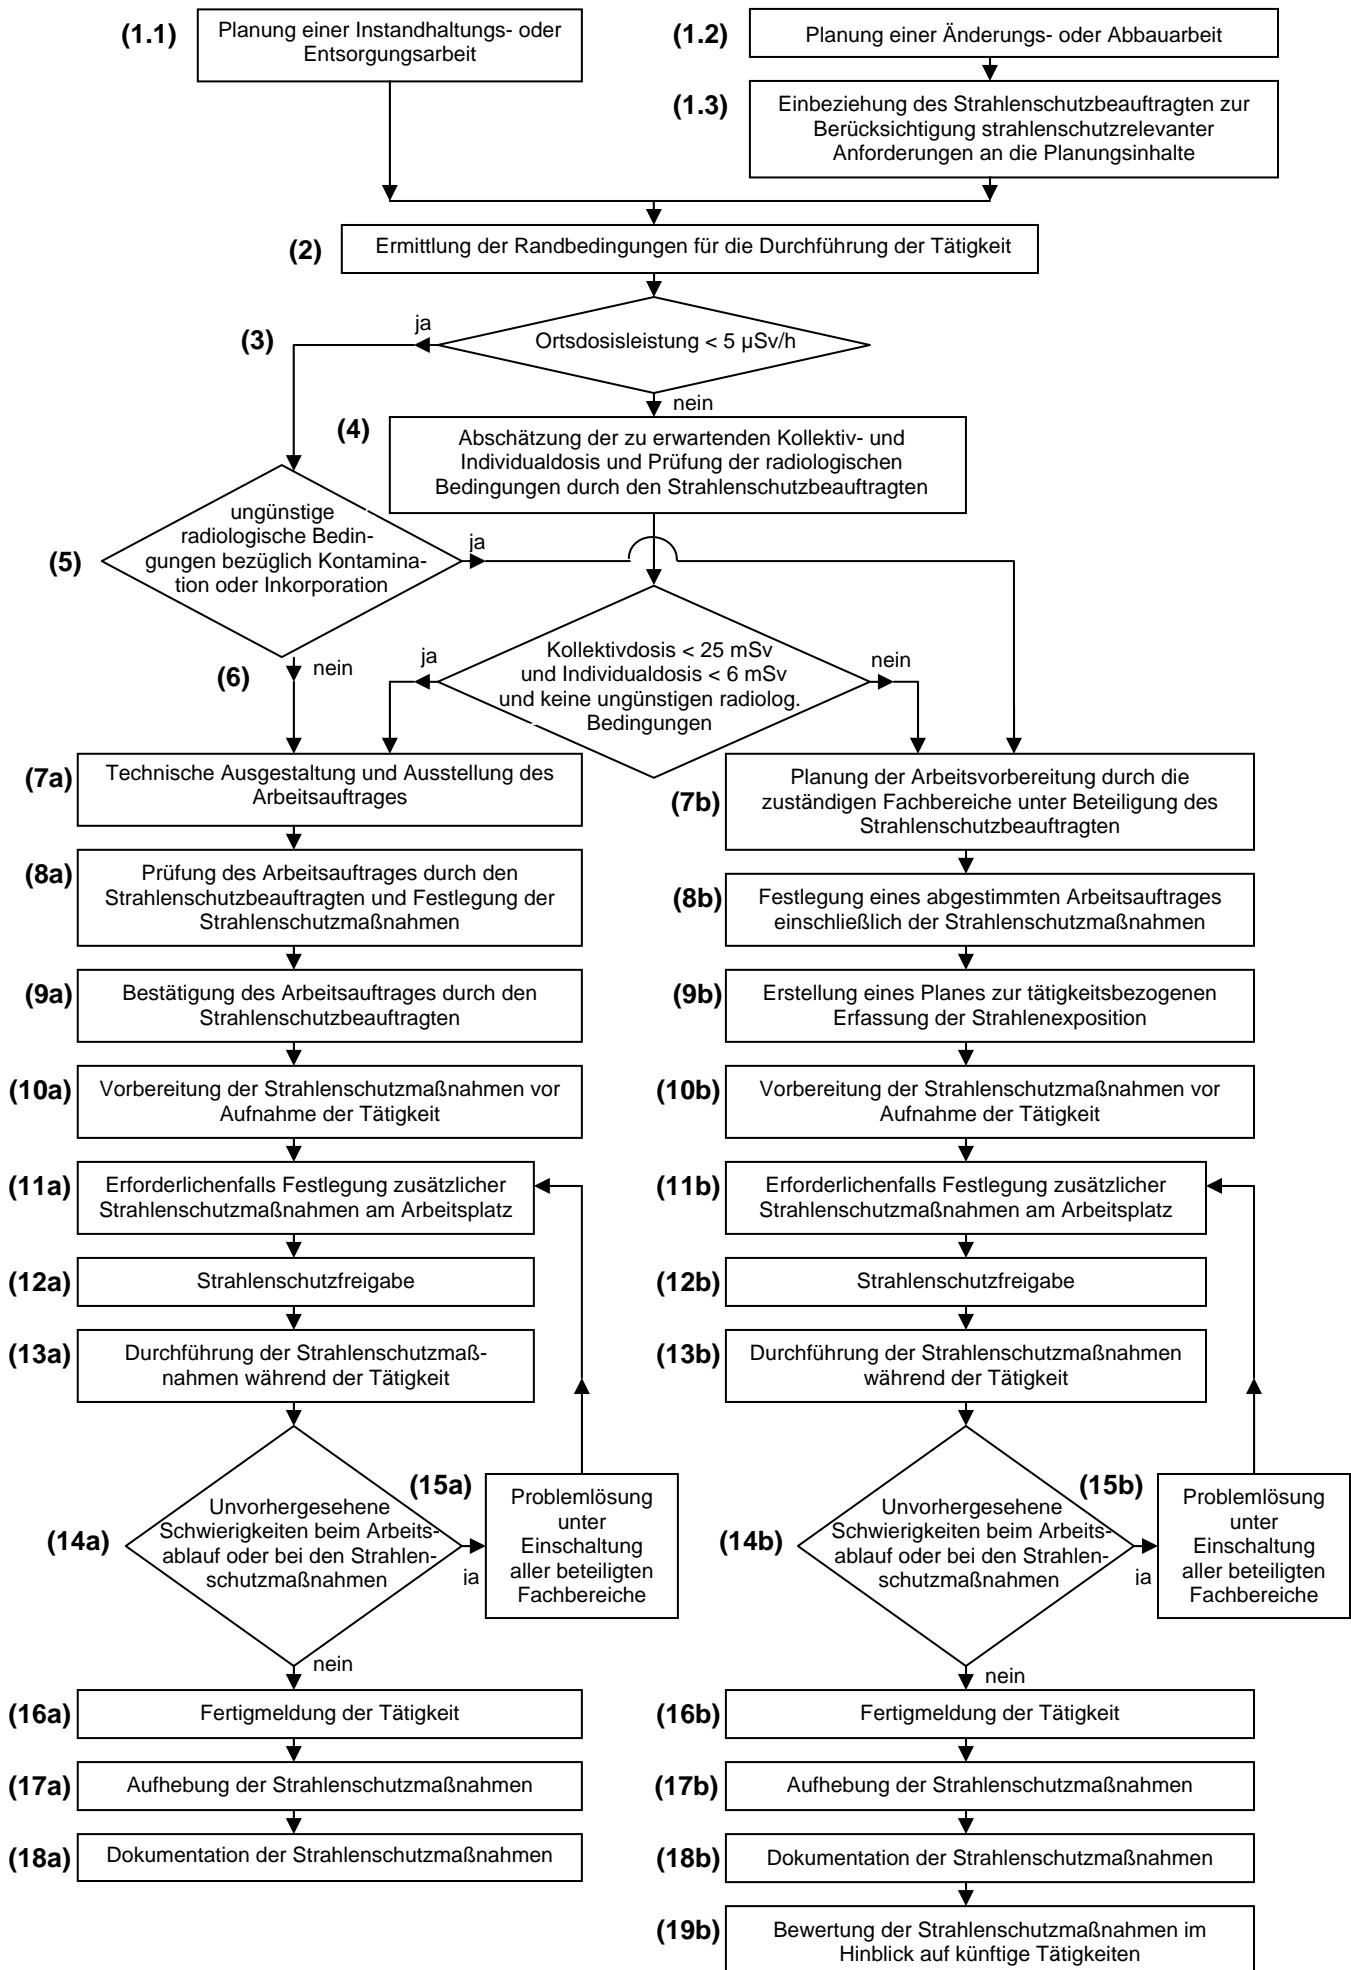 (1.1)
Planung einer Instandhaltungs- oder
Entsorgungsarbeit
(1.2)
Planung einer Änderungs- oder Abbauarbeit
(1.3)
Einbeziehung des Strahlenschutzbeauftragten zur
Berücksichtigung strahlenschutzrelevanter
Anforderungen an die Planungsinhalte
(2)
Ermittlung der Randbedingungen für die Durchführung der Tätigkeit
(3)
ja
Ortsdosisleistung < 5 µSv/h
nein
(4)
Abschätzung der zu erwartenden Kollektiv- und
Individualdosis und Prüfung der radiologischen
Bedingungen durch den Strahlenschutzbeauftragten
(5)
ungünstige
radiologische Bedin-
gungen bezüglich Kontamina-
tion oder Inkorporation
ja
nein
(6)
ja
Kollektivdosis < 25 mSv
und Individualdosis < 6 mSv
und keine ungünstigen radiolog.
Bedingungen
nein
(7a)
Technische Ausgestaltung und Ausstellung des
Arbeitsauftrages
(7b)
Planung der Arbeitsvorbereitung durch die
zuständigen Fachbereiche unter Beteiligung des
Strahlenschutzbeauftragten
(8a)
Prüfung des Arbeitsauftrages durch den
Strahlenschutzbeauftragten und Festlegung der
Strahlenschutzmaßnahmen
(8b)
Festlegung eines abgestimmten Arbeitsauftrages
einschließlich der Strahlenschutzmaßnahmen
(9a)
Bestätigung des Arbeitsauftrages durch den
Strahlenschutzbeauftragten
(9b)
Erstellung eines Planes zur tätigkeitsbezogenen
Erfassung der Strahlenexposition
(10a)
Vorbereitung der Strahlenschutzmaßnahmen vor
Aufnahme der Tätigkeit
(10b)
Vorbereitung der Strahlenschutzmaßnahmen vor
Aufnahme der Tätigkeit
(11a)
Erforderlichenfalls Festlegung zusätzlicher
Strahlenschutzmaßnahmen am Arbeitsplatz
(11b)
Erforderlichenfalls Festlegung zusätzlicher
Strahlenschutzmaßnahmen am Arbeitsplatz
(12a)
Strahlenschutzfreigabe
(12b)
Strahlenschutzfreigabe
(13a)
Durchführung der Strahlenschutzmaß-
nahmen während der Tätigkeit
(13b)
Durchführung der Strahlenschutzmaßnahmen
während der Tätigkeit
(14a)
Unvorhergesehene
Schwierigkeiten beim Arbeits-
ablauf oder bei den Strahlen-
schutzmaßnahmen
ja
nein
(15a)
Problemlösung
unter
Einschaltung
aller beteiligten
Fachbereiche
(14b)
Unvorhergesehene
Schwierigkeiten beim Arbeits-
ablauf oder bei den Strahlen-
schutzmaßnahmen
ja
nein
(15b)
Problemlösung
unter
Einschaltung
aller beteiligten
Fachbereiche
(16a)
Fertigmeldung der Tätigkeit
(16b)
Fertigmeldung der Tätigkeit
(17a)
Aufhebung der Strahlenschutzmaßnahmen
(17b)
Aufhebung der Strahlenschutzmaßnahmen
(18a)
Dokumentation der Strahlenschutzmaßnahmen
(18b)
Dokumentation der Strahlenschutzmaßnahmen
(19b)
Bewertung der Strahlenschutzmaßnahmen im
Hinblick auf künftige Tätigkeiten